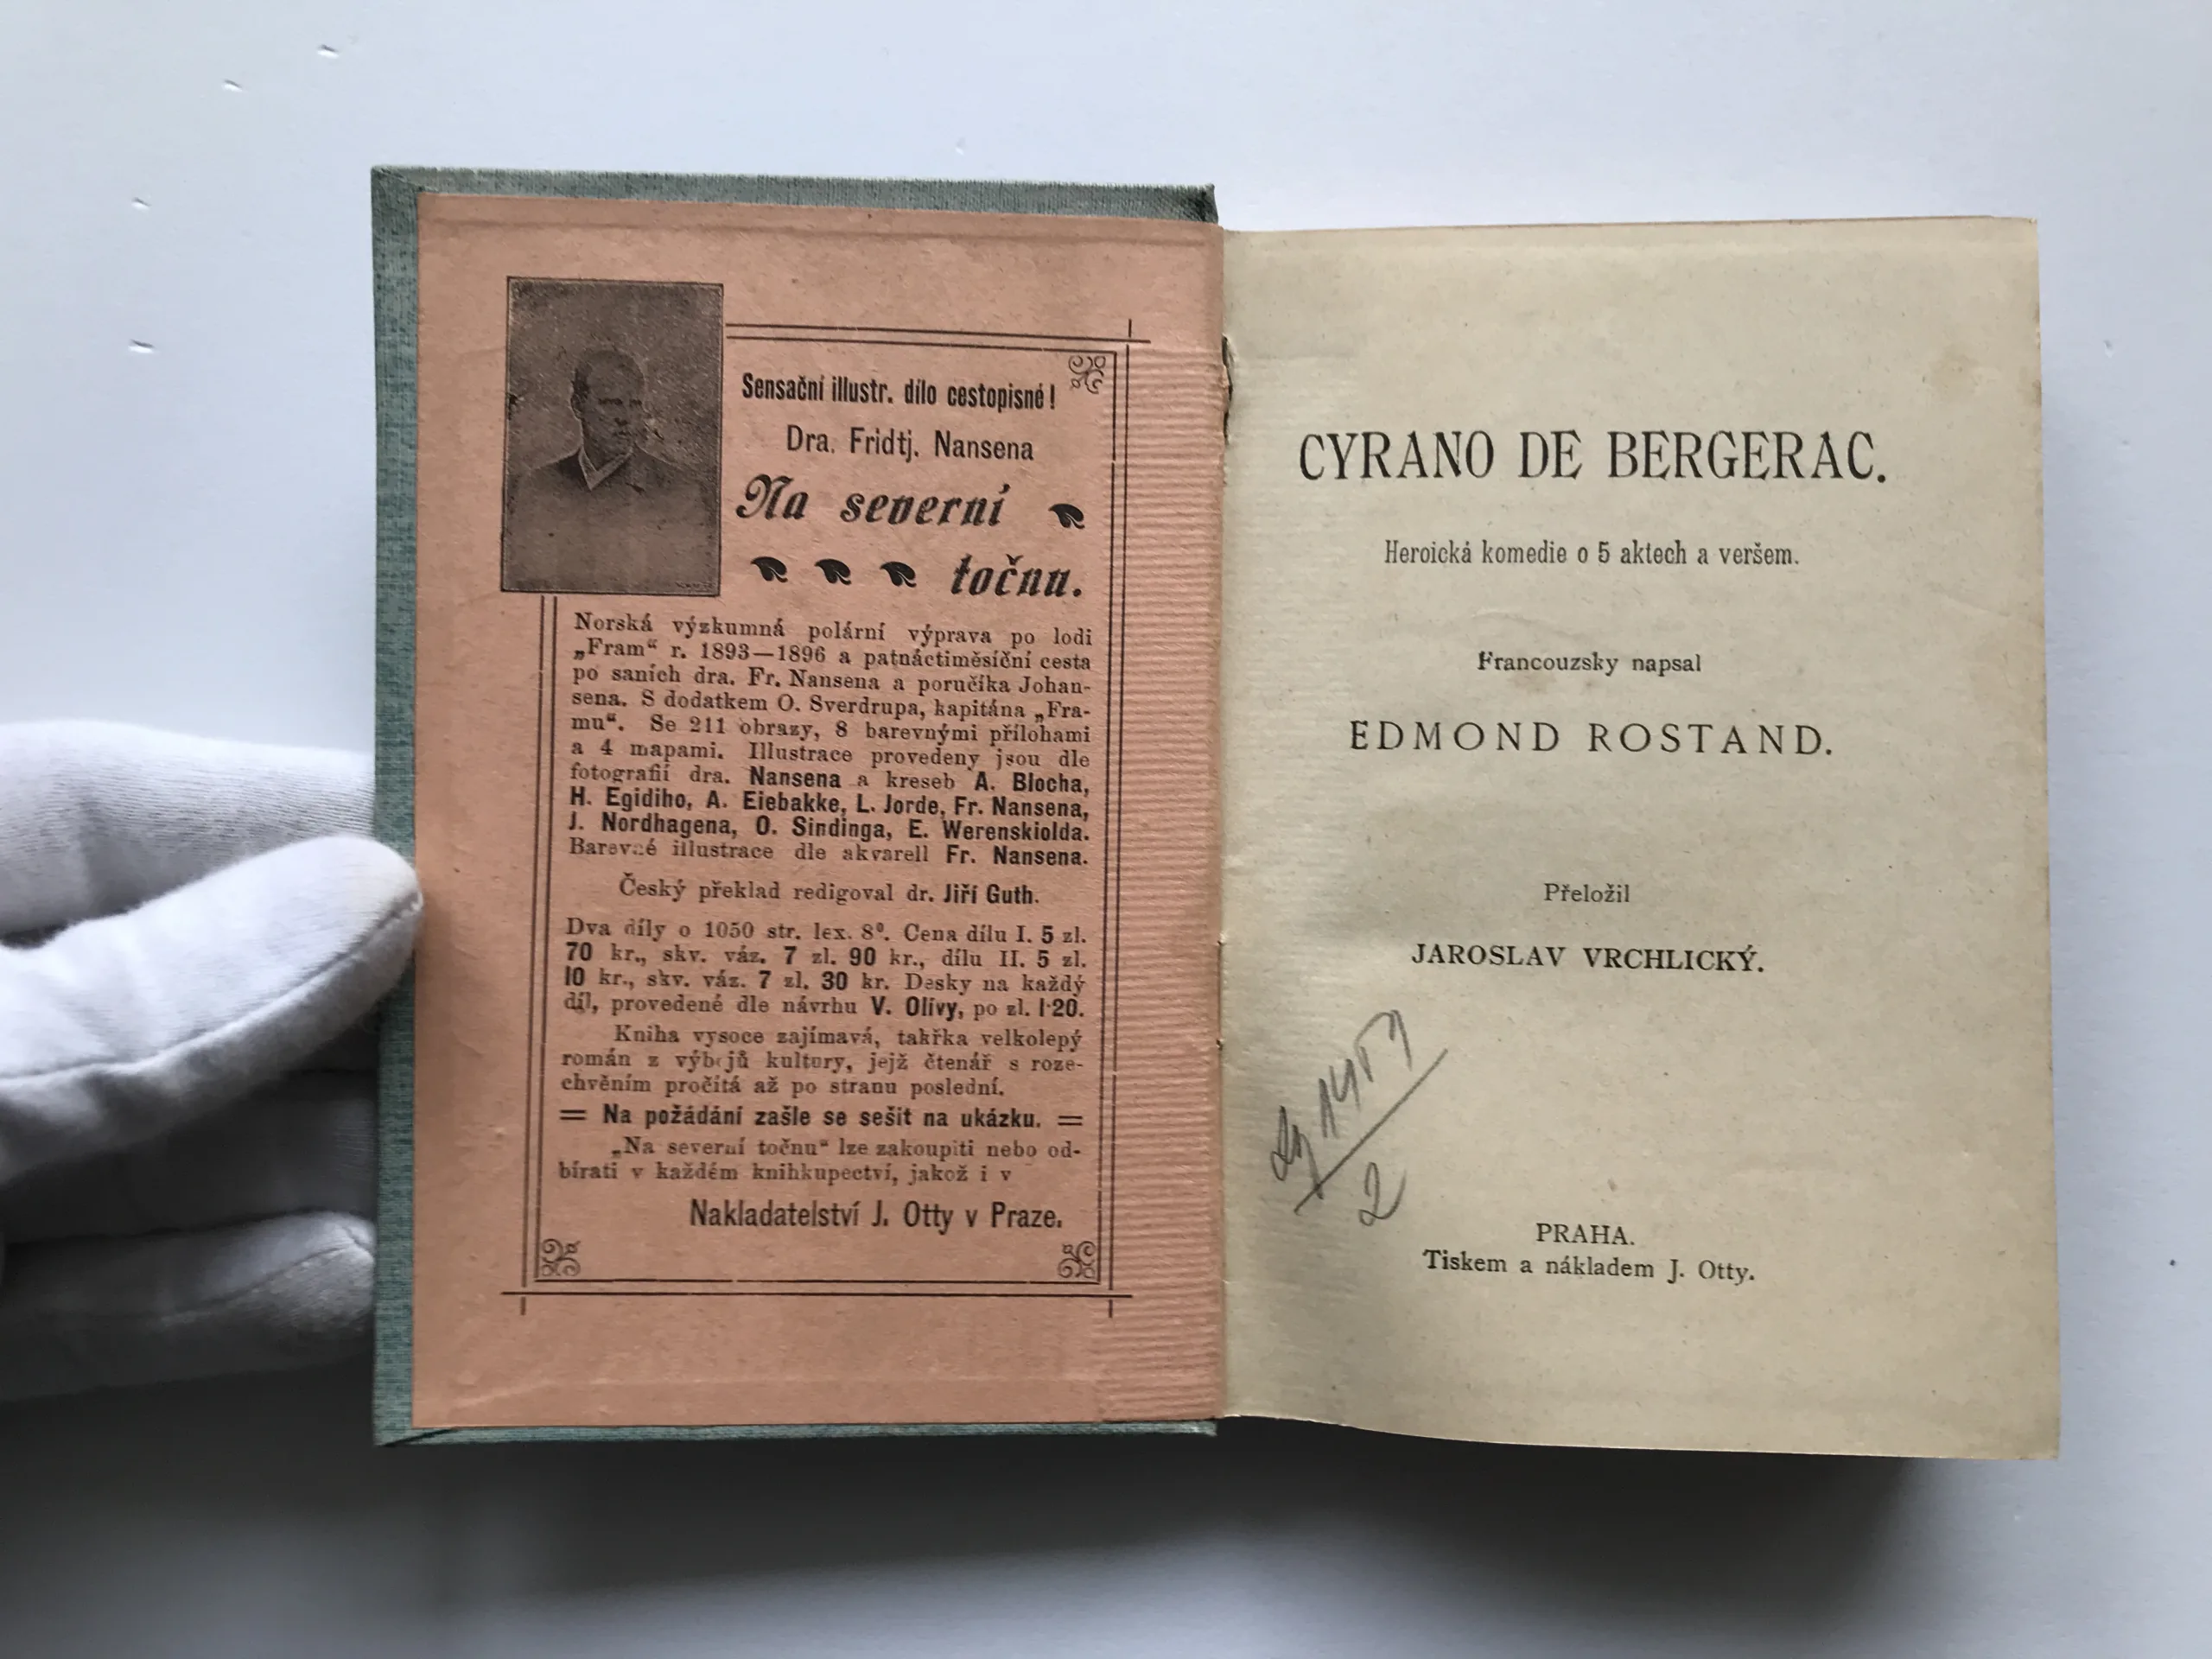 Sensační illustr. dílo cestopisné!
Dra. Fridtj. Nansena
Na severní
točnu.
Norská výzkumná polární výprava po lodi
„Fram“ r. 1893—1896 a patnáctiměsíční cesta
po saních dra. Fr. Nansena a poručíka Johan-
sena. S dodatkem O. Sverdrupa, kapitána „Fra-
mu“. Se 211 obrazy, 8 barevnými přílohami
a 4 mapami. Illustrace provedeny jsou dle
fotografií dra. Nansena a kreseb A. Blocha,
H. Egidiho, A. Eiebakke, L. Jorde, Fr. Nansena,
J. Nordhagena, O. Sindinga, E. Werenskiolda.
Barevné illustrace dle akvarell Fr. Nansena.
Český překlad redigoval dr. Jiří Guth.
Dva díly o 1050 str. lex. 8⁰. Cena dílu I. 5 zl.
70 kr., skv. váz. 7 zl. 90 kr., dílu II. 5 zl.
10 kr., skv. váz. 7 zl. 30 kr. Desky na každý
díl, provedené dle návrhu V. Olivy, po zl. 1·20.
Kniha vysoce zajímavá, takřka velkolepý
román z výbojů kultury, jejž čtenář s roze-
chvěním pročítá až po stranu poslední.
= Na požádání zašle se sešit na ukázku. =
„Na severní točnu“ lze zakoupiti nebo od-
bírati v každém knihkupectví, jakož i v
Nakladatelství J. Otty v Praze.
CYRANO DE BERGERAC.
Heroická komedie o 5 aktech a veršem.
Francouzsky napsal
EDMOND ROSTAND.
Přeložil
JAROSLAV VRCHLICKÝ.
2
PRAHA.
Tiskem a nákladem J. Otty.